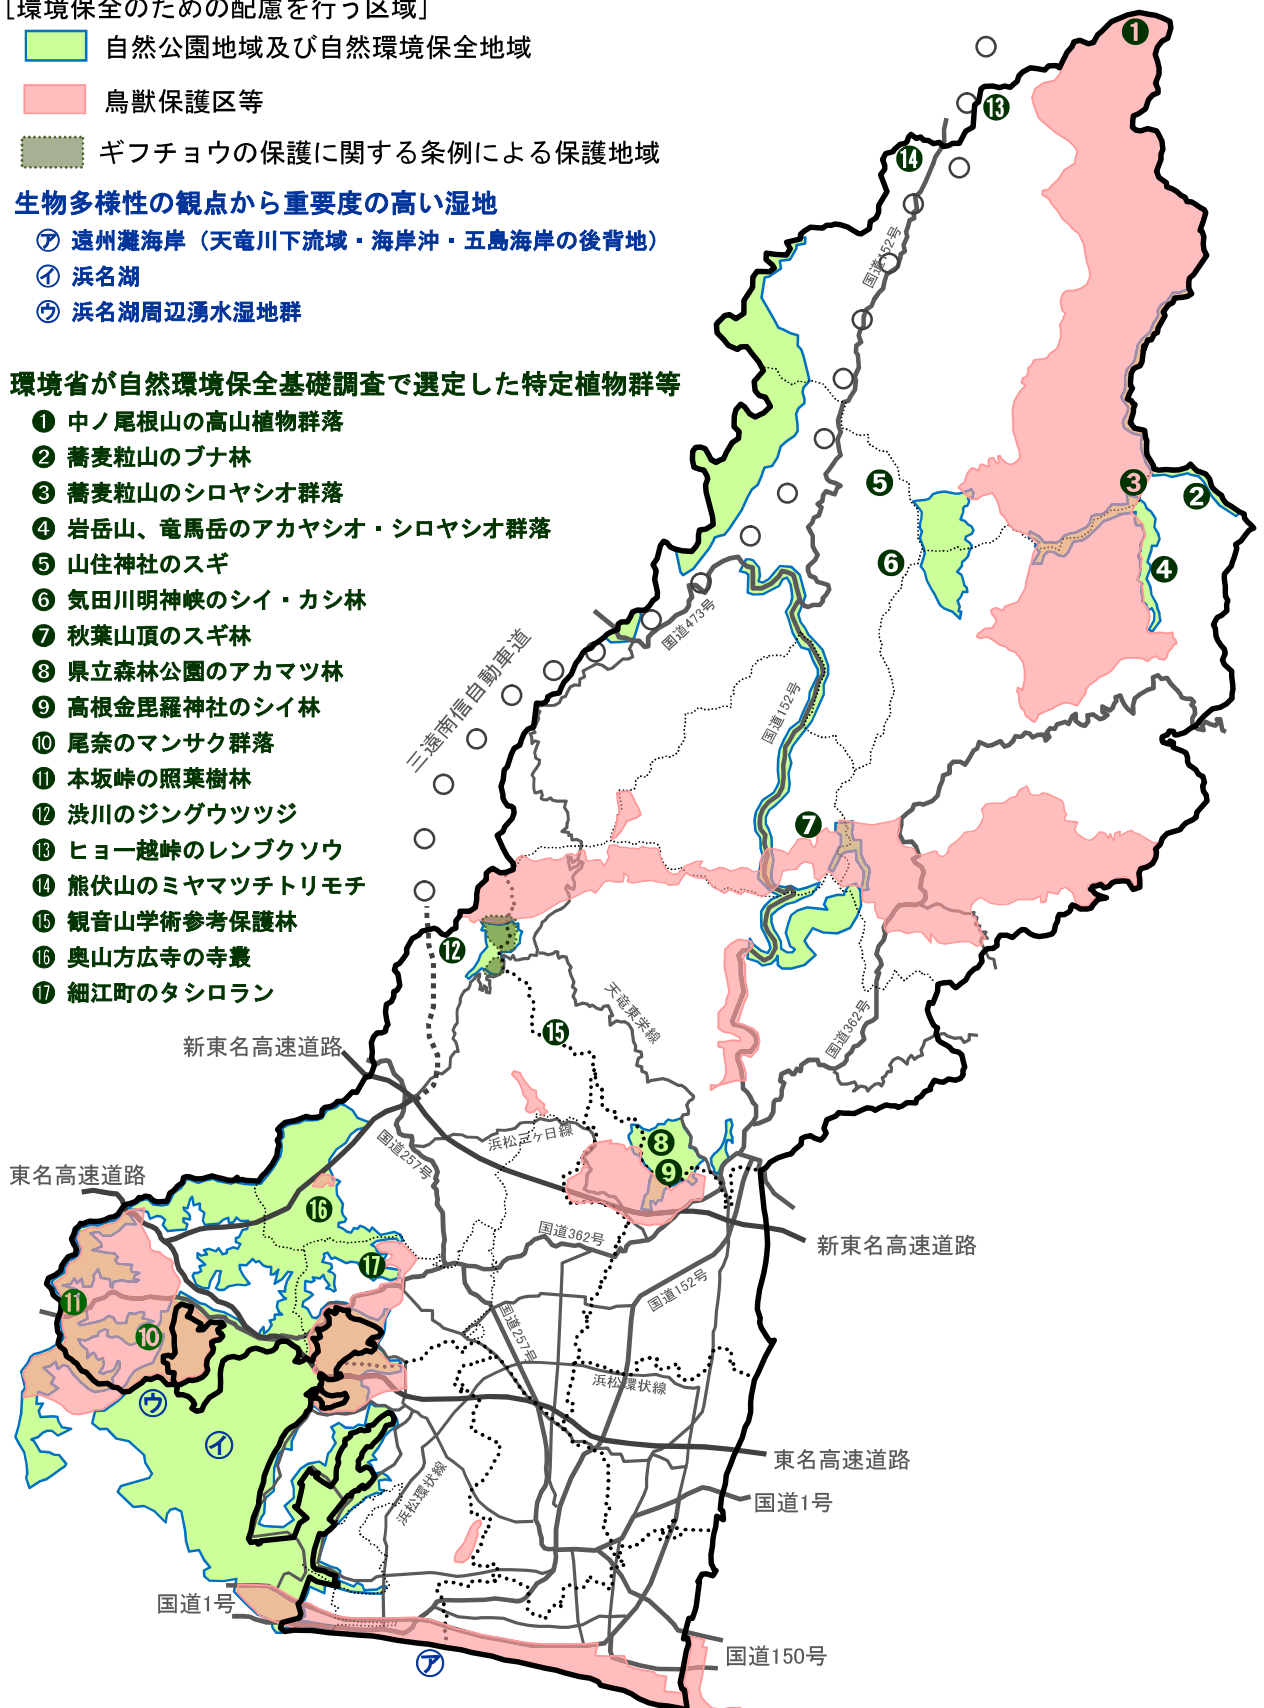 ［環境保全のための配慮を行う区域］
自然公園地域及び自然環境保全地域
鳥獣保護区等
ギフチョウの保護に関する条例による保護地域
生物多様性の観点から重要度の高い湿地
㋐ 遠州灘海岸（天竜川下流域・海岸沖・五島海岸の後背地）
㋑ 浜名湖
㋒ 浜名湖周辺湧水湿地群
環境省が自然環境保全基礎調査で選定した特定植物群等
❶ 中ノ尾根山の高山植物群落
❷ 蕎麦粒山のブナ林
❸ 蕎麦粒山のシロヤシオ群落
❹ 岩岳山、竜馬岳のアカヤシオ・シロヤシオ群落
❺ 山住神社のスギ
❻ 気田川明神峡のシイ・カシ林
❼ 秋葉山頂のスギ林
❽ 県立森林公園のアカマツ林
❾ 高根金毘羅神社のシイ林
❿ 尾奈のマンサク群落
⓫ 本坂峠の照葉樹林
⓬ 渋川のジングウツツジ
⓭ ヒョー越峠のレンブクソウ
⓮ 熊伏山のミヤマツチトリモチ
⓯ 観音山学術参考保護林
⓰ 奥山方広寺の寺叢
⓱ 細江町のタシロラン
❶
⓭
⓮
国道152号
❺
❸
❷
❻
❹
国道473号
三遠南信自動車道
国道152号
❼
⓬
天竜東栄線
国道362号
⓯
新東名高速道路
浜松三ケ日線
国道257号
❽
❾
東名高速道路
⓰
国道362号
新東名高速道路
⓱
国道152号
⓫
❿
国道257号
浜松環状線
㋒
㋑
東名高速道路
浜松環状線
国道1号
国道1号
国道150号
㋐